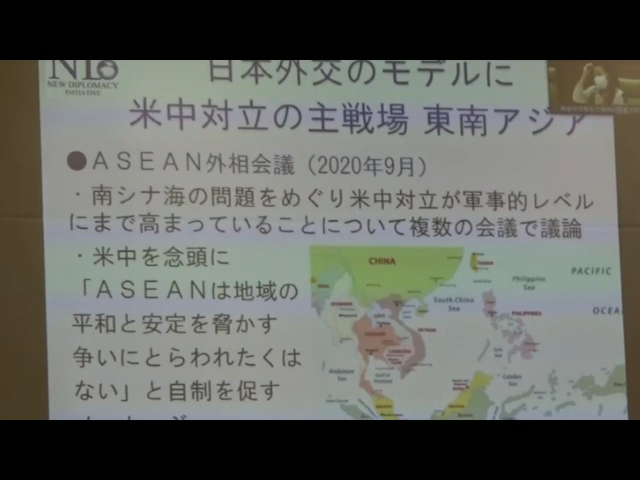 NEW DIPLOMACY
INITIATIVE
日本外交のモデルに
米中対立の主戦場 東南アジア
●ASEAN外相会議(2020年9月)
・南シナ海の問題をめぐり米中対立が軍事的レベル
にまで高まっていることについて複数の会議で議論
・米中を念頭に
「ASEANは地域の
平和と安定を脅かす
争いにとらわれたくは
ない」と自制を促す
CHINA
TAIWAN
Philippine
Sea
PACIFIC
OCEA
South China
Sea
PHILIPPINES
VIETNAM
THAILAND
CAMBODIA
Andaman
Sea
Gulf of
Thailand
Celebes
Sea